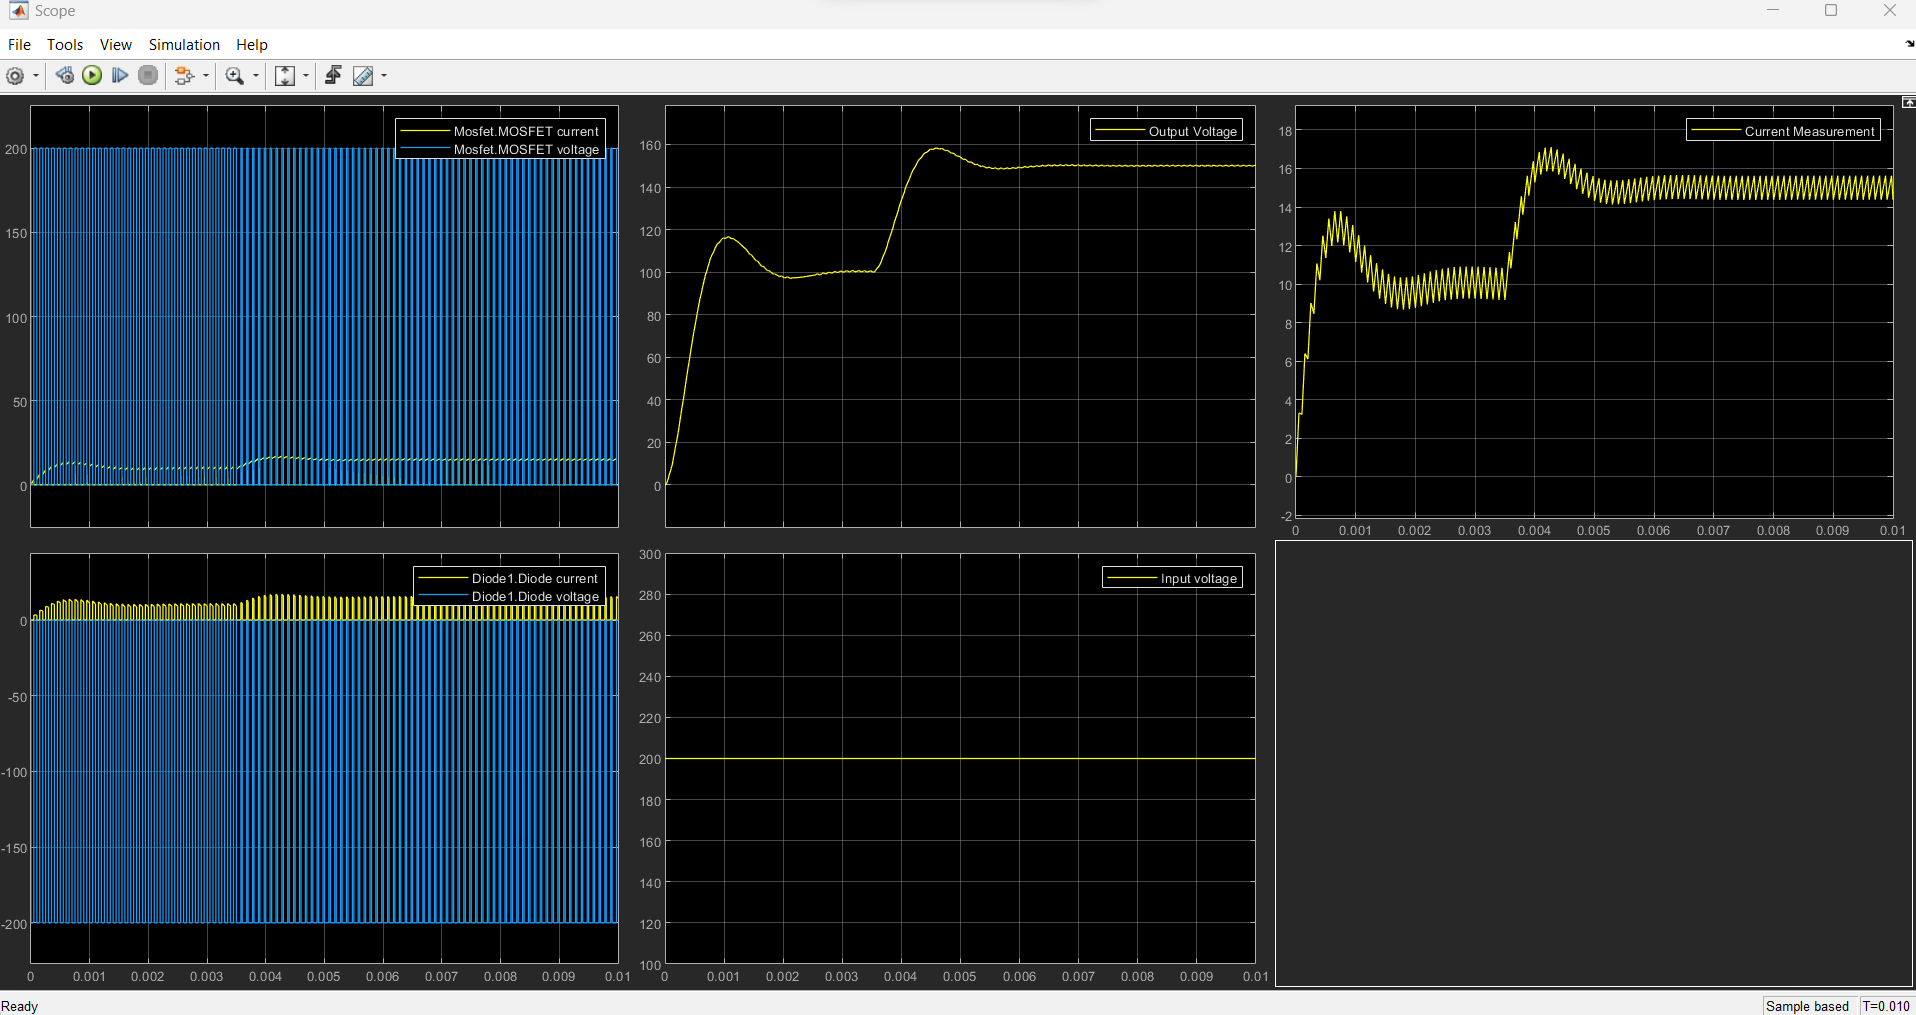 Scope
File Tools View Simulation Help
Mosfet.MOSFET current
Mosfet.MOSFET voltage
200
150
100
50
0
Output Voltage
160
140
120
100
80
60
40
20
0
Current Measurement
18
16
14
12
10
8
6
4
2
0
-2
0 0.001 0.002 0.003 0.004 0.005 0.006 0.007 0.008 0.009 0.01
Diode1.Diode current
Diode1.Diode voltage
0
-50
-100
-150
-200
0 0.001 0.002 0.003 0.004 0.005 0.006 0.007 0.008 0.009 0.01
Input voltage
300
280
260
240
220
200
180
160
140
120
100
0 0.001 0.002 0.003 0.004 0.005 0.006 0.007 0.008 0.009 0.01
Ready
Sample based T=0.010